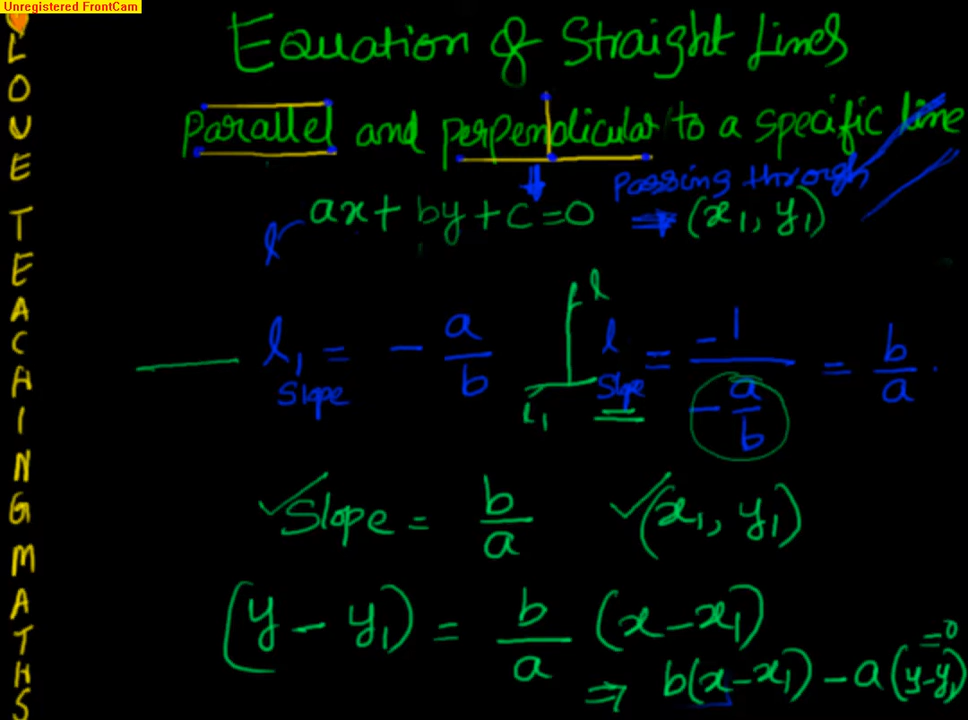 Unregistered FrontCam
LOVE TEACHING MATHS
Equation of Straight Lines
Parallel and perpendicular to a specific line
Passing through
l ax + by + c = 0 ⇒ (x₁, y₁)
l
l₁ = - a/b l = -1/(-a/b) = b/a .
Slope Slope
l₁
✓Slope = b/a ✓(x₁, y₁)
(y - y₁) = b/a (x - x₁)
⇒ b(x - x₁) - a(y - y₁) = 0